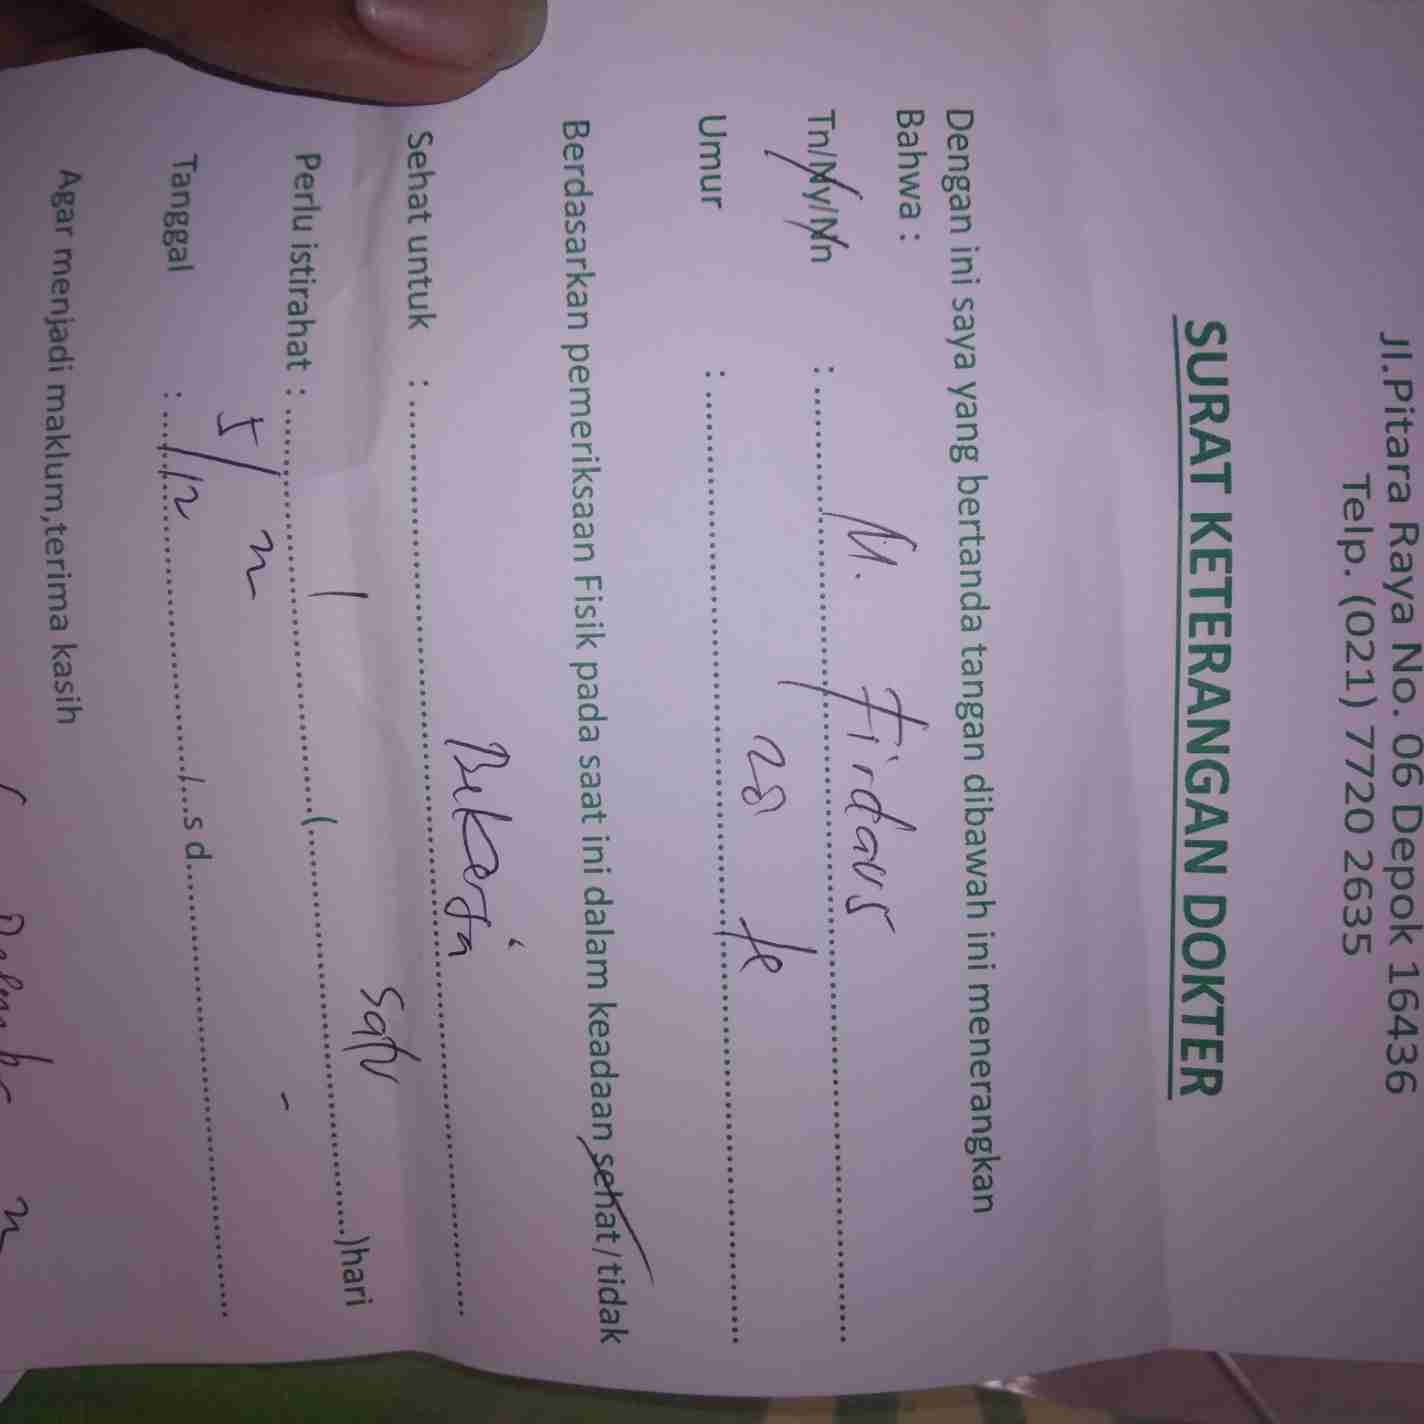 Jl.Pitara Raya No. 06 Depok 16436
Telp. (021) 7720 2635
SURAT KETERANGAN DOKTER
Dengan ini saya yang bertanda tangan dibawah ini menerangkan
Bahwa :
Tn/Ny/Nn : M. Firdaus
Umur : 28
Berdasarkan pemeriksaan Fisik pada saat ini dalam keadaan sehat/tidak
Sehat untuk : Bekerja
Perlu istirahat : 1 ( satu )hari
Tanggal : 5/12 s d -
Agar menjadi maklum,terima kasih